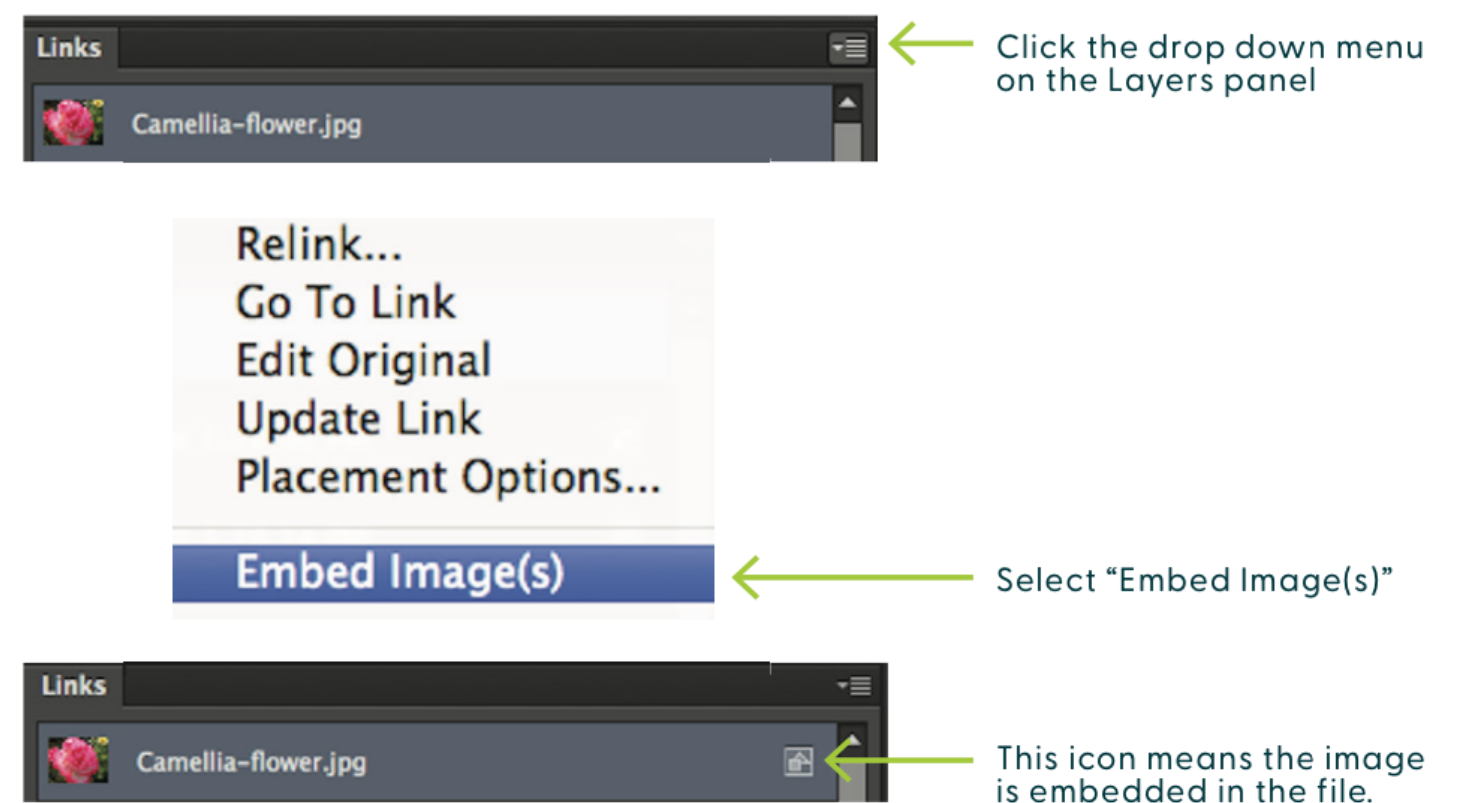 Links
Click the drop down menu
on the Layers panel
Camellia-flower.jpg
Relink...
Go To Link
Edit Original
Update Link
Placement Options...
Embed Image(s)
Select “Embed Image(s)”
Links
Camellia-flower.jpg
This icon means the image
is embedded in the file.